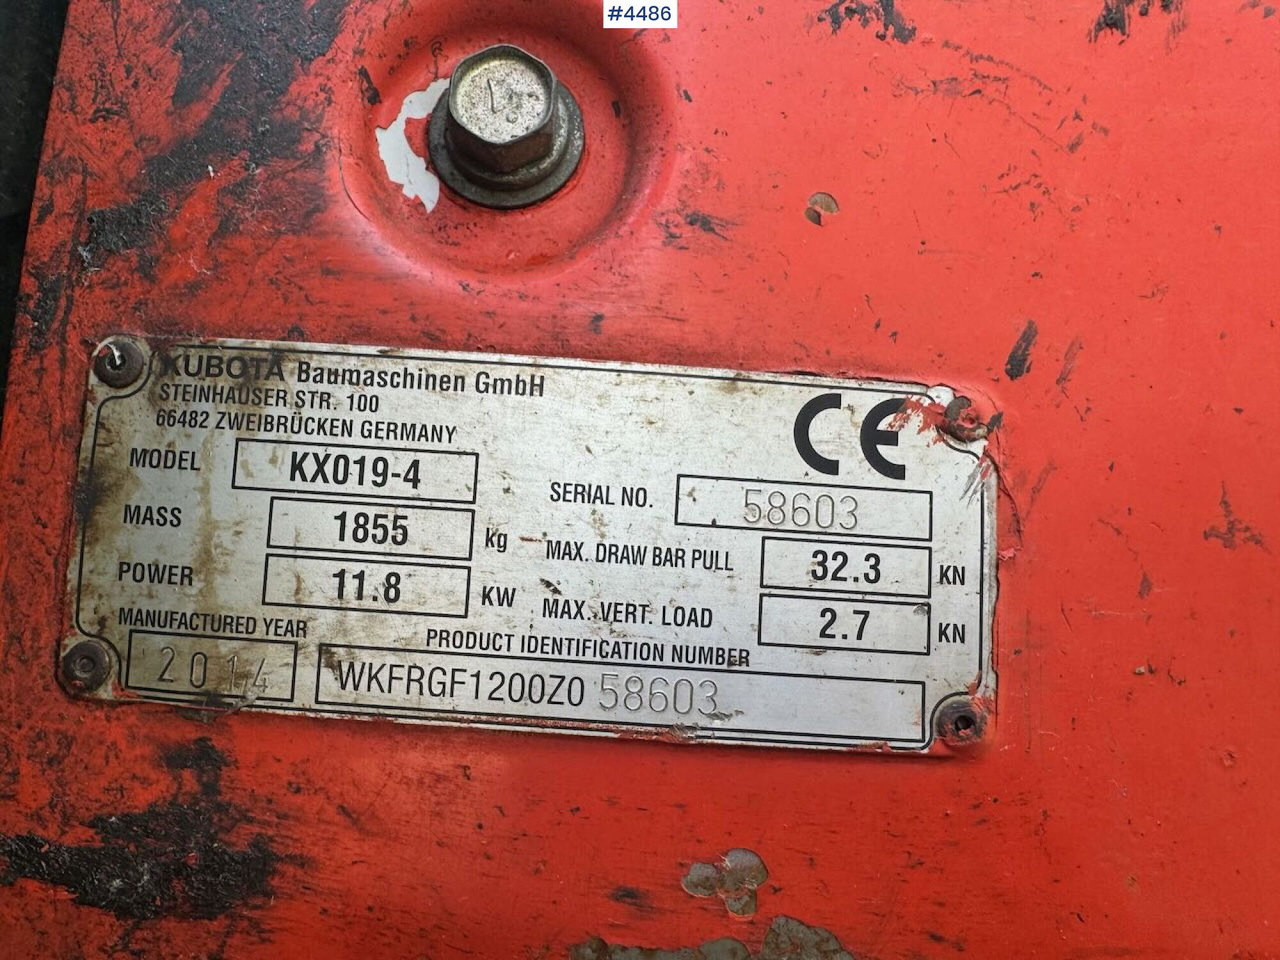 #4486
KUBOTA Baumaschinen GmbH
STEINHAUSER STR. 100
66482 ZWEIBRÜCKEN GERMANY
CE
MODEL KX019-4
SERIAL NO. 58603
MASS 1855 kg
MAX. DRAW BAR PULL 32.3 KN
POWER 11.8 KW
MAX. VERT. LOAD 2.7 KN
MANUFACTURED YEAR
2014
PRODUCT IDENTIFICATION NUMBER
WKFRGF1200Z058603